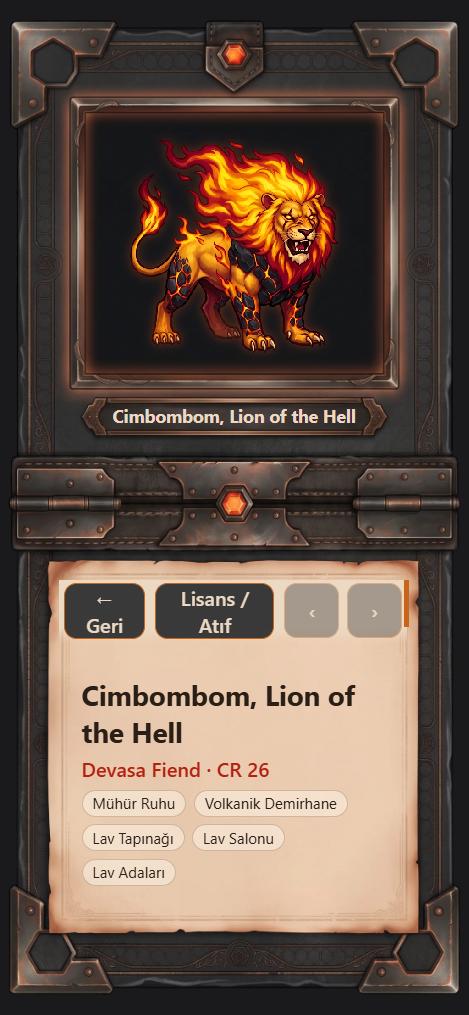 Cimbombom, Lion of the Hell
←
Geri
Lisans /
Atıf
‹
›
Cimbombom, Lion of
the Hell
Devasa Fiend · CR 26
Mühür Ruhu
Volkanik Demirhane
Lav Tapınağı
Lav Salonu
Lav Adaları